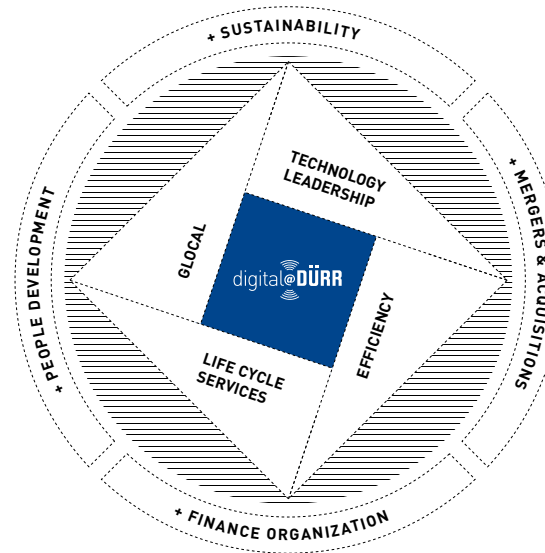 + SUSTAINABILITY
+ MERGERS & ACQUISITIONS
+ PEOPLE DEVELOPMENT
+ FINANCE ORGANIZATION
TECHNOLOGY
LEADERSHIP
GLOCAL
digital@DÜRR
EFFICIENCY
LIFE CYCLE
SERVICES